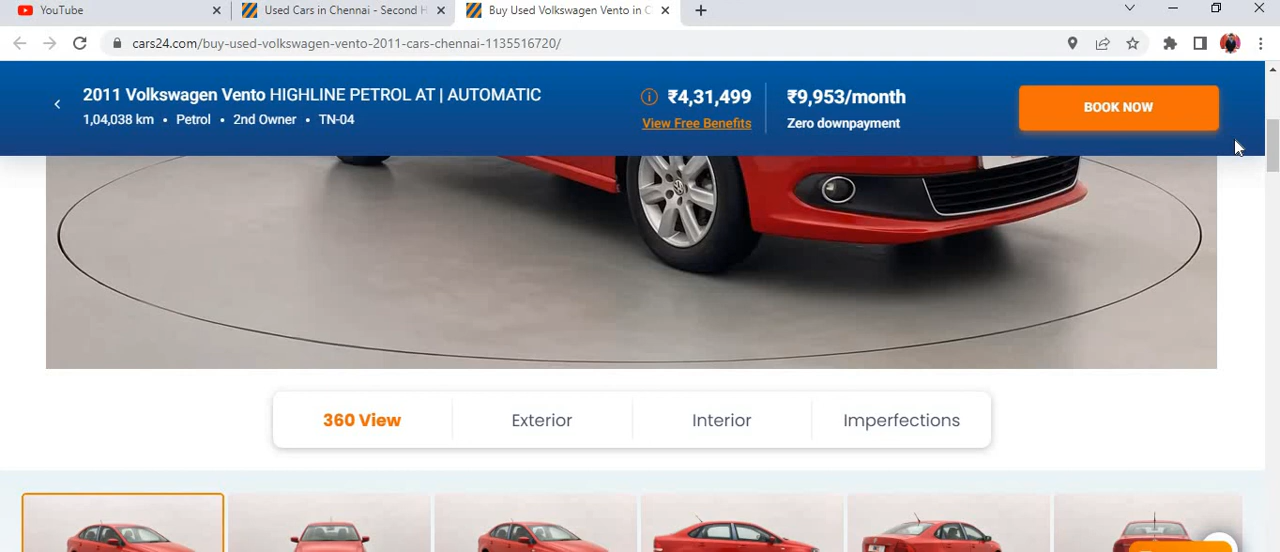 YouTube
Used Cars in Chennai - Second H
Buy Used Volkswagen Vento in C
cars24.com/buy-used-volkswagen-vento-2011-cars-chennai-1135516720/
2011 Volkswagen Vento HIGHLINE PETROL AT | AUTOMATIC
1,04,038 km • Petrol • 2nd Owner • TN-04
₹4,31,499
View Free Benefits
₹9,953/month
Zero downpayment
BOOK NOW
360 View
Exterior
Interior
Imperfections